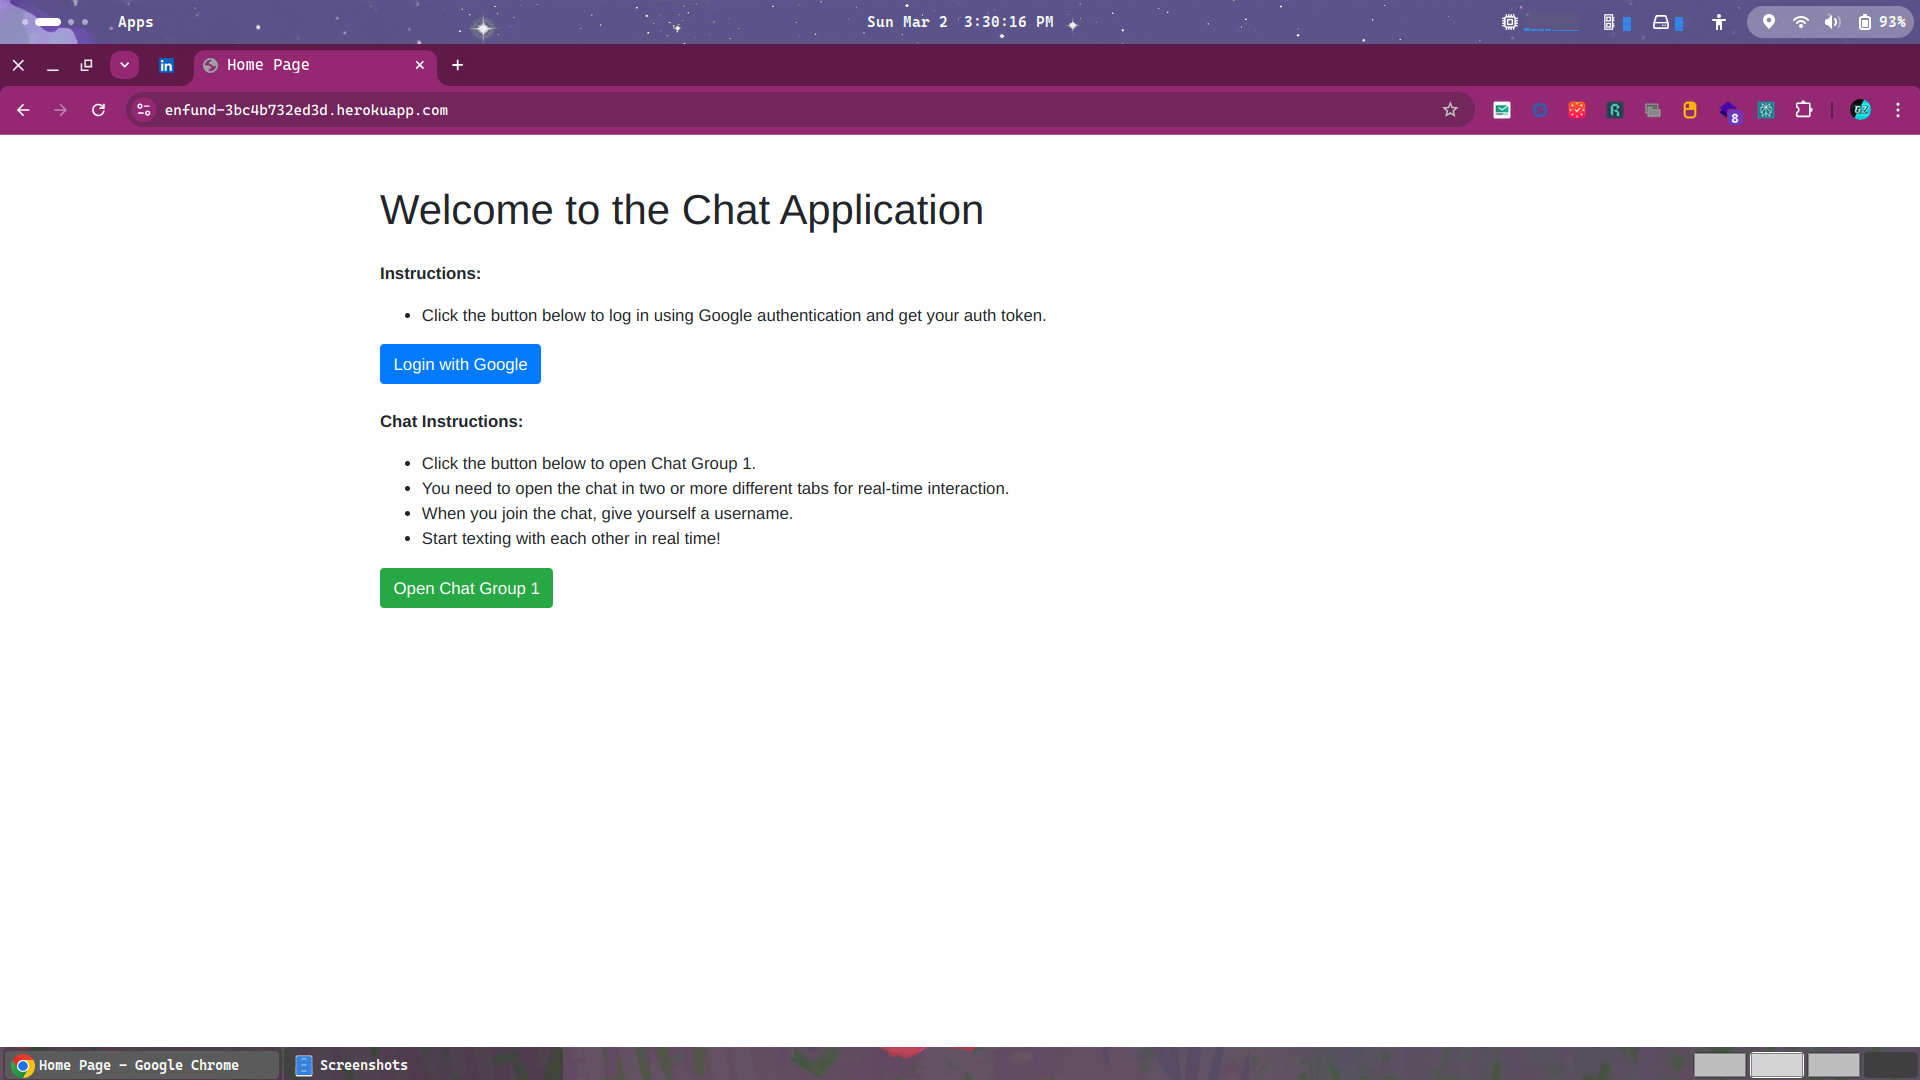 Apps
Sun Mar 2 3:30:16 PM
93%
in
Home Page
enfund-3bc4b732ed3d.herokuapp.com
8
Welcome to the Chat Application
Instructions:
Click the button below to log in using Google authentication and get your auth token.
Login with Google
Chat Instructions:
Click the button below to open Chat Group 1.
You need to open the chat in two or more different tabs for real-time interaction.
When you join the chat, give yourself a username.
Start texting with each other in real time!
Open Chat Group 1
Home Page - Google Chrome
Screenshots